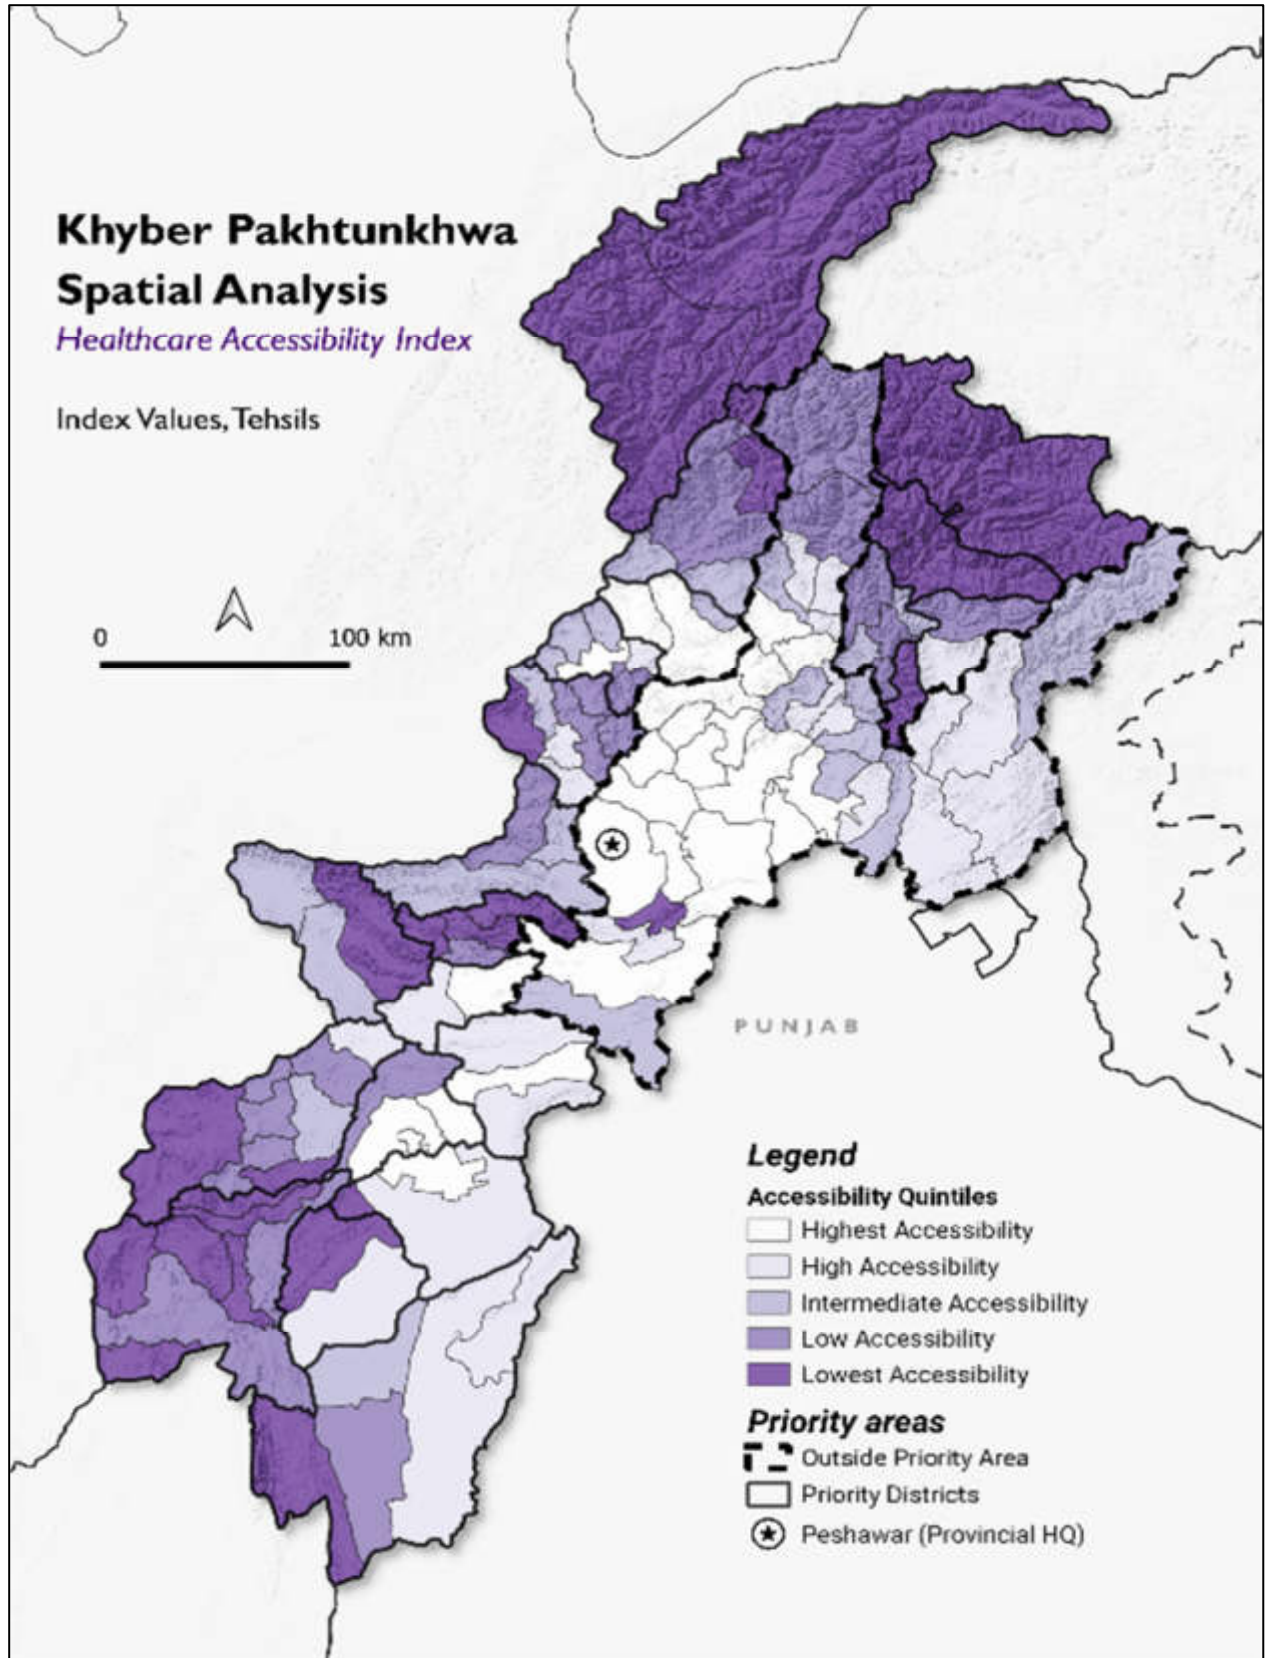 Khyber Pakhtunkhwa
Spatial Analysis
Healthcare Accessibility Index
Index Values, Tehsils
0 100 km
PUNJAB
Legend
Accessibility Quintiles
Highest Accessibility
High Accessibility
Intermediate Accessibility
Low Accessibility
Lowest Accessibility
Priority areas
Outside Priority Area
Priority Districts
Peshawar (Provincial HQ)